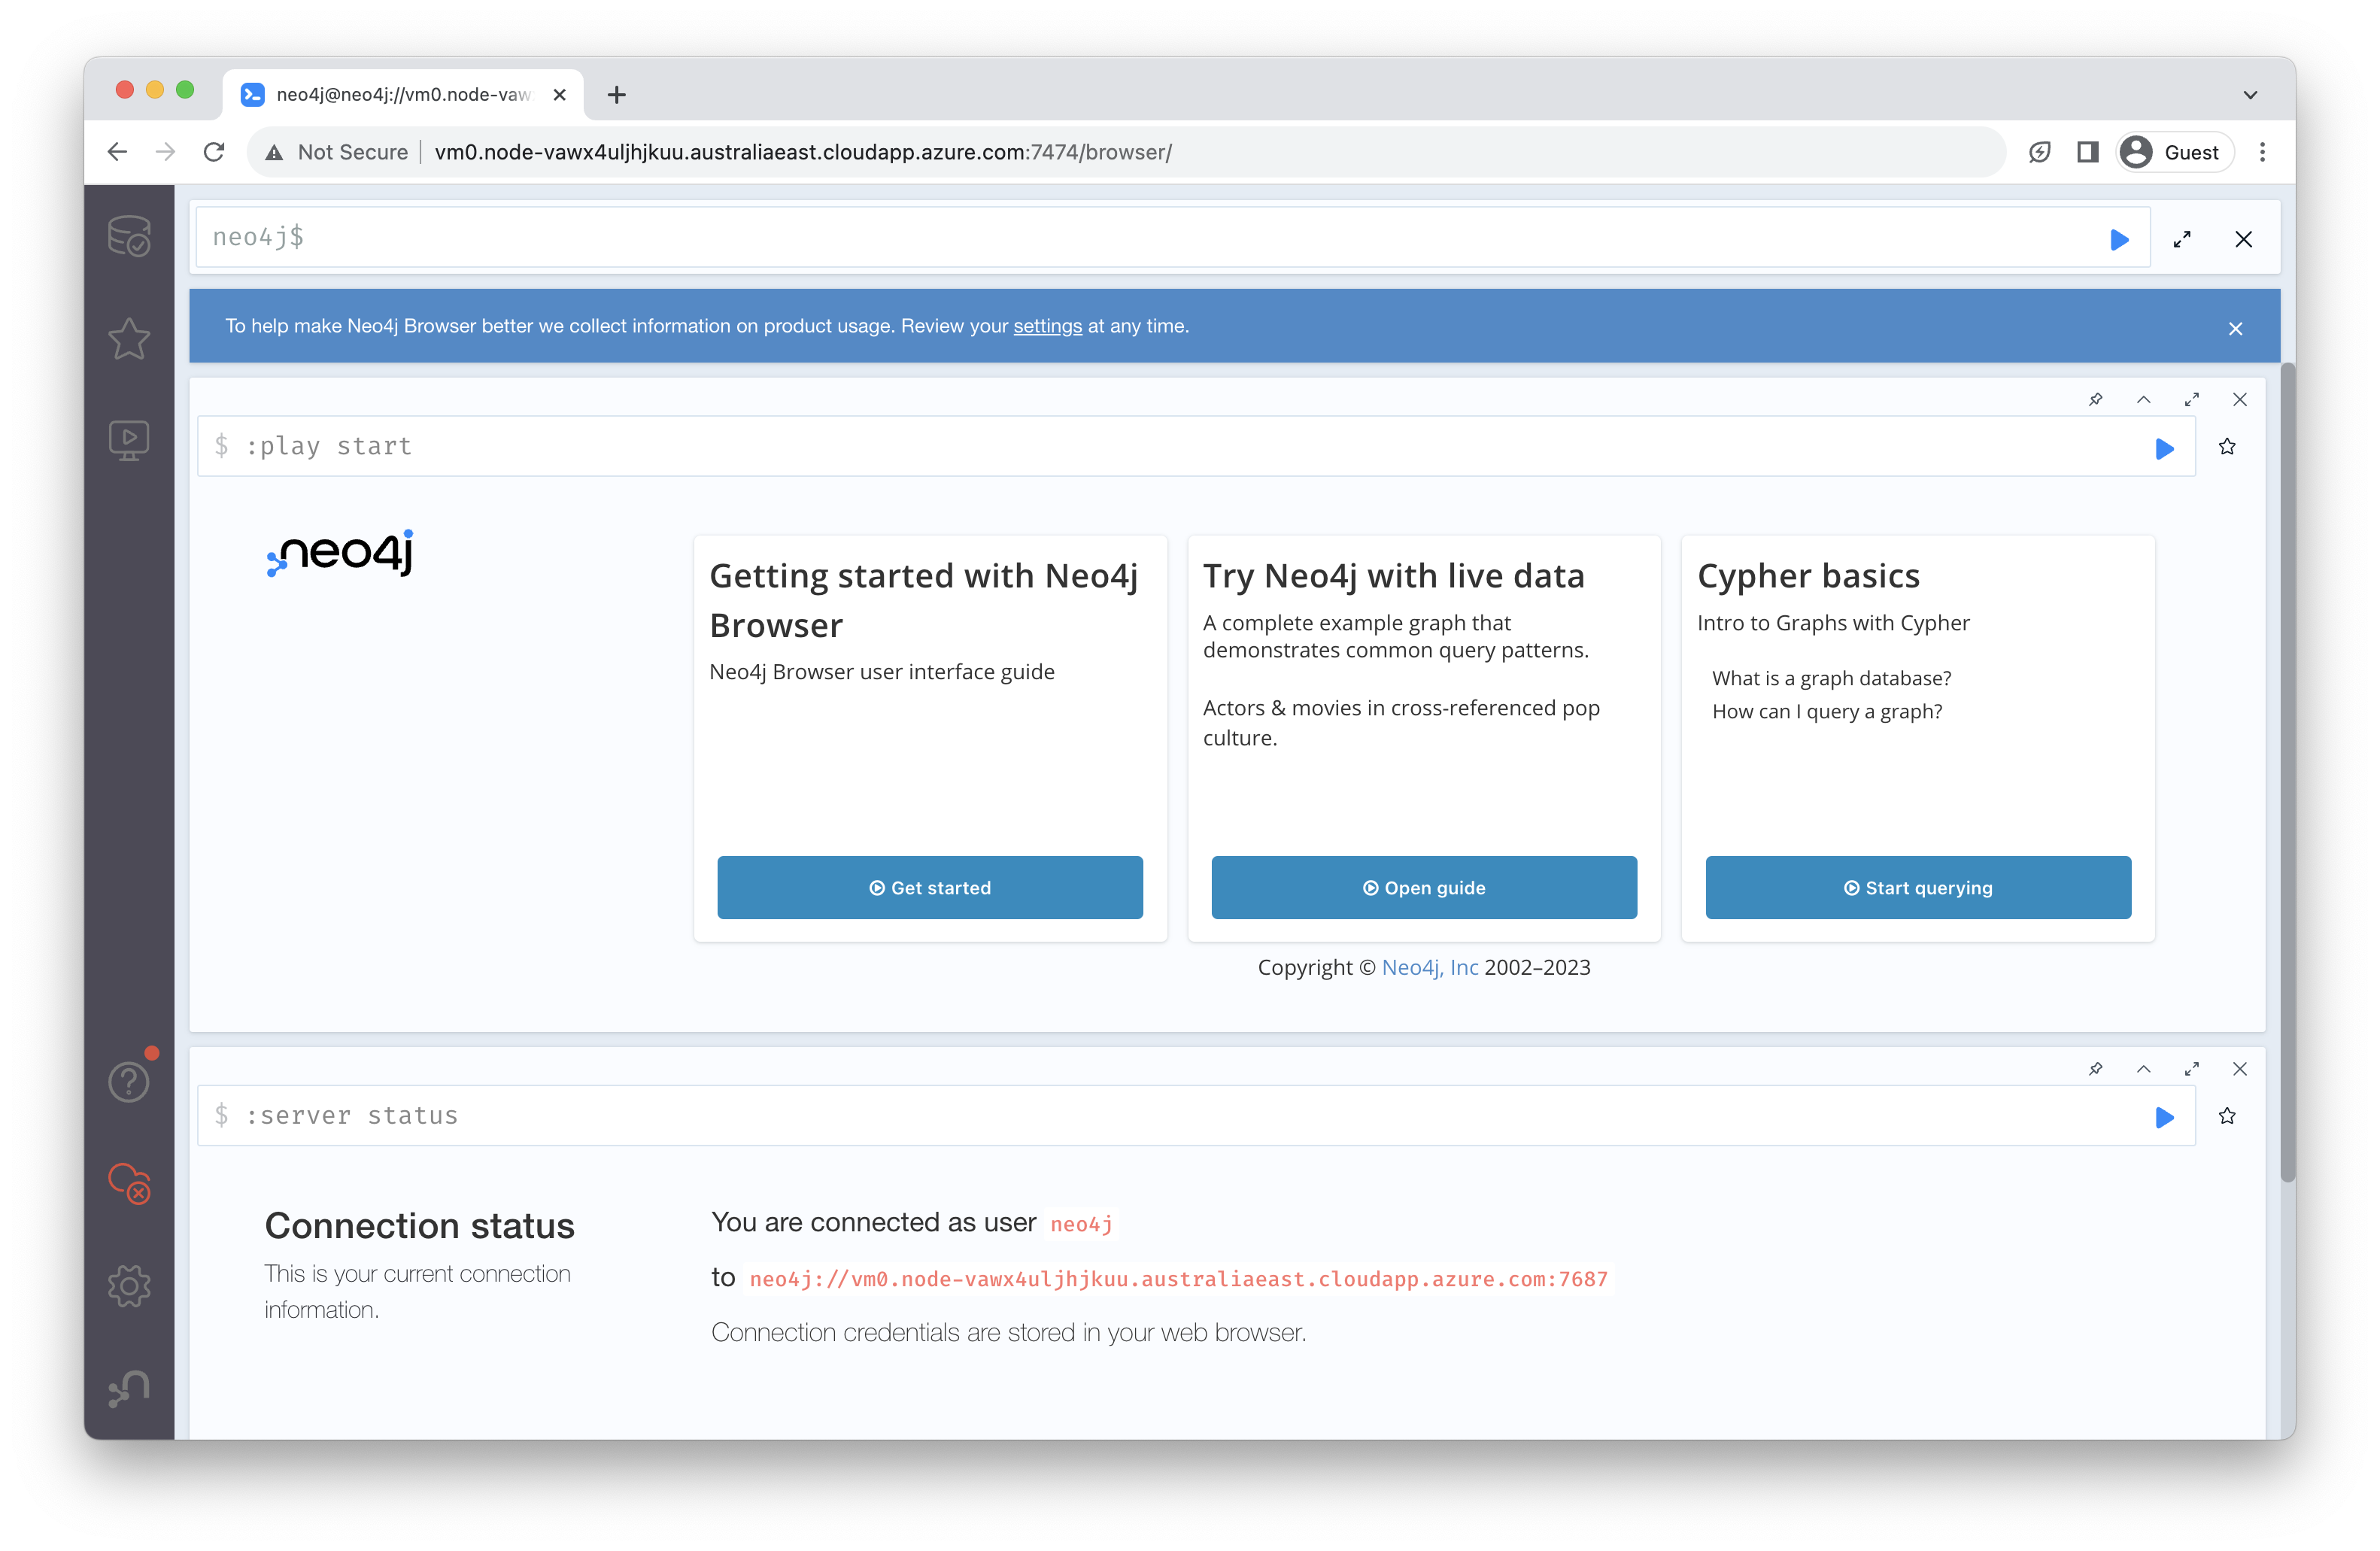 neo4j@neo4j://vm0.node-vaw
Not Secure vm0.node-vawx4uljhjkuu.australiaeast.cloudapp.azure.com:7474/browser/
Guest
neo4j$
To help make Neo4j Browser better we collect information on product usage. Review your settings at any time.
$ :play start
neo4j
Getting started with Neo4j
Browser
Neo4j Browser user interface guide
Get started
Try Neo4j with live data
A complete example graph that
demonstrates common query patterns.
Actors & movies in cross-referenced pop
culture.
Open guide
Cypher basics
Intro to Graphs with Cypher
What is a graph database?
How can I query a graph?
Start querying
Copyright © Neo4j, Inc 2002–2023
$ :server status
Connection status
This is your current connection
information.
You are connected as user neo4j
to neo4j://vm0.node-vawx4uljhjkuu.australiaeast.cloudapp.azure.com:7687
Connection credentials are stored in your web browser.